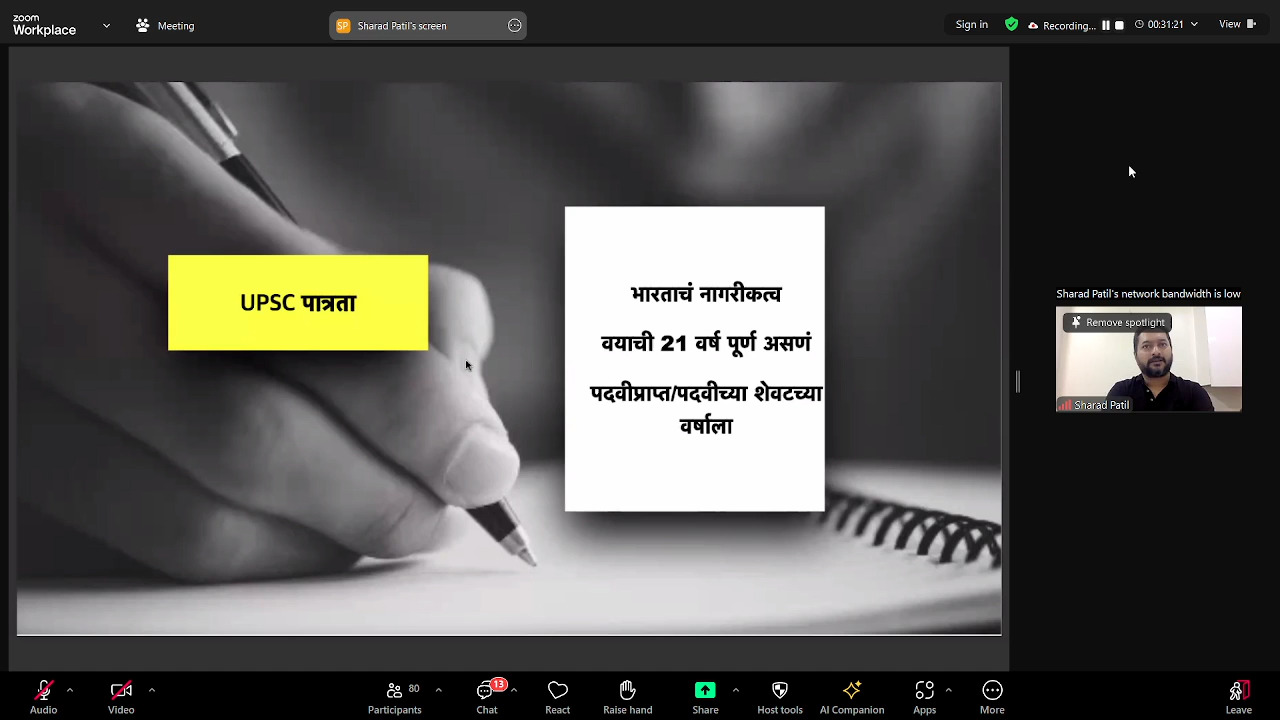 zoom
Workplace
Meeting
SP Sharad Patil's screen
Sign in
Recording...
00:31:21
View
UPSC पात्रता
भारताचं नागरीकत्व
वयाची 21 वर्ष पूर्ण असणं
पदवीप्राप्त/पदवीच्या शेवटच्या
वर्षाला
Sharad Patil's network bandwidth is low
Remove spotlight
Sharad Patil
Audio
Video
80
Participants
13
Chat
React
Raise hand
Share
Host tools
AI Companion
Apps
More
Leave